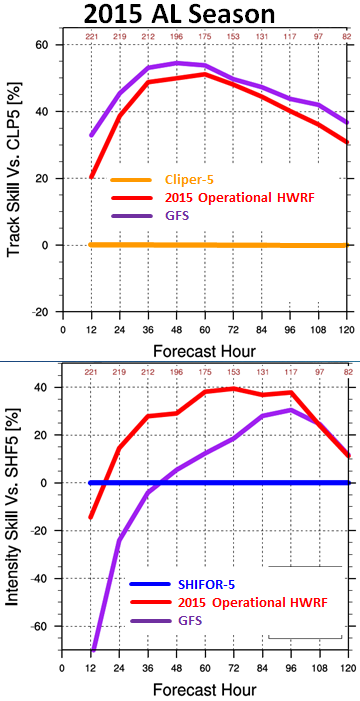 2015 AL Season
Track Skill Vs. CLP5 [%]
221 219 212 196 175 153 131 117 97 82
60
40
20
0
-20
Cliper-5
2015 Operational HWRF
GFS
0 12 24 36 48 60 72 84 96 108 120
Forecast Hour
Intensity Skill Vs. SHF5 [%]
221 219 212 196 175 153 131 117 97 82
40
20
0
-20
-40
-60
SHIFOR-5
2015 Operational HWRF
GFS
0 12 24 36 48 60 72 84 96 108 120
Forecast Hour